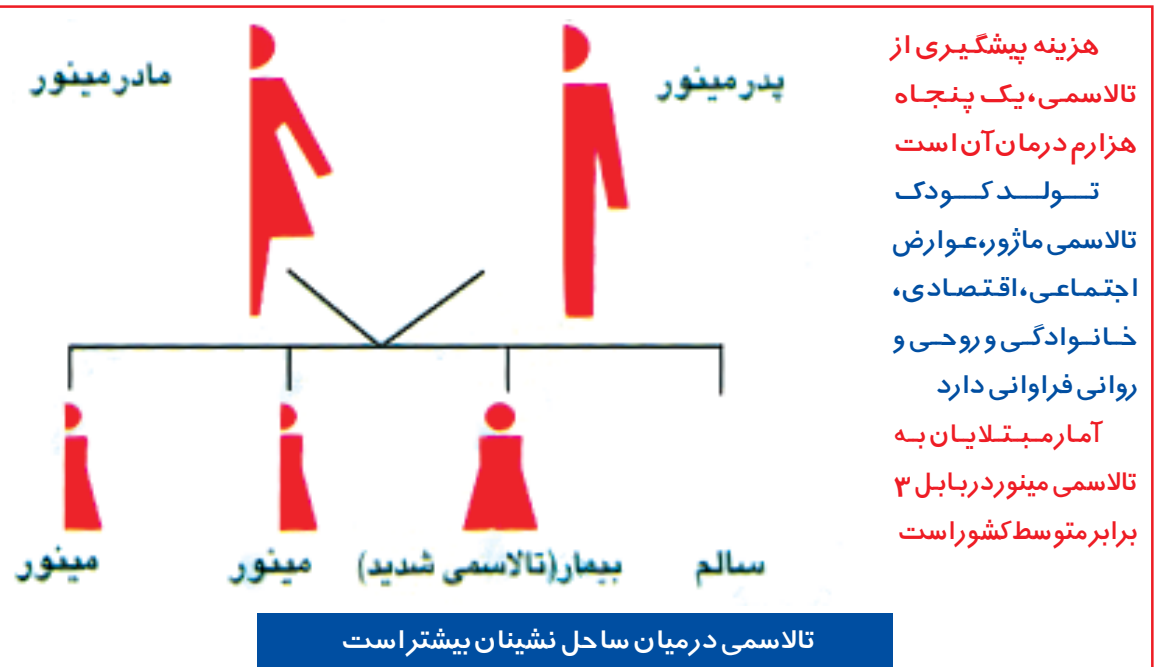 هزینه پیشگیری از
تالاسمی، یک پنجاه
هزارم درمان آن است
تولد کودک
تالاسمی ماژور، عوارض
اجتماعی، اقتصادی،
خانوادگی و روحی و
روانی فراوانی دارد
آمار مبتلایان به
تالاسمی مینور در بابل ۳
برابر متوسط کشور است
پدر مینور
مادر مینور
سالم
بیمار(تالاسمی شدید)
مینور
مینور
تالاسمی در میان ساحل نشینان بیشتر است